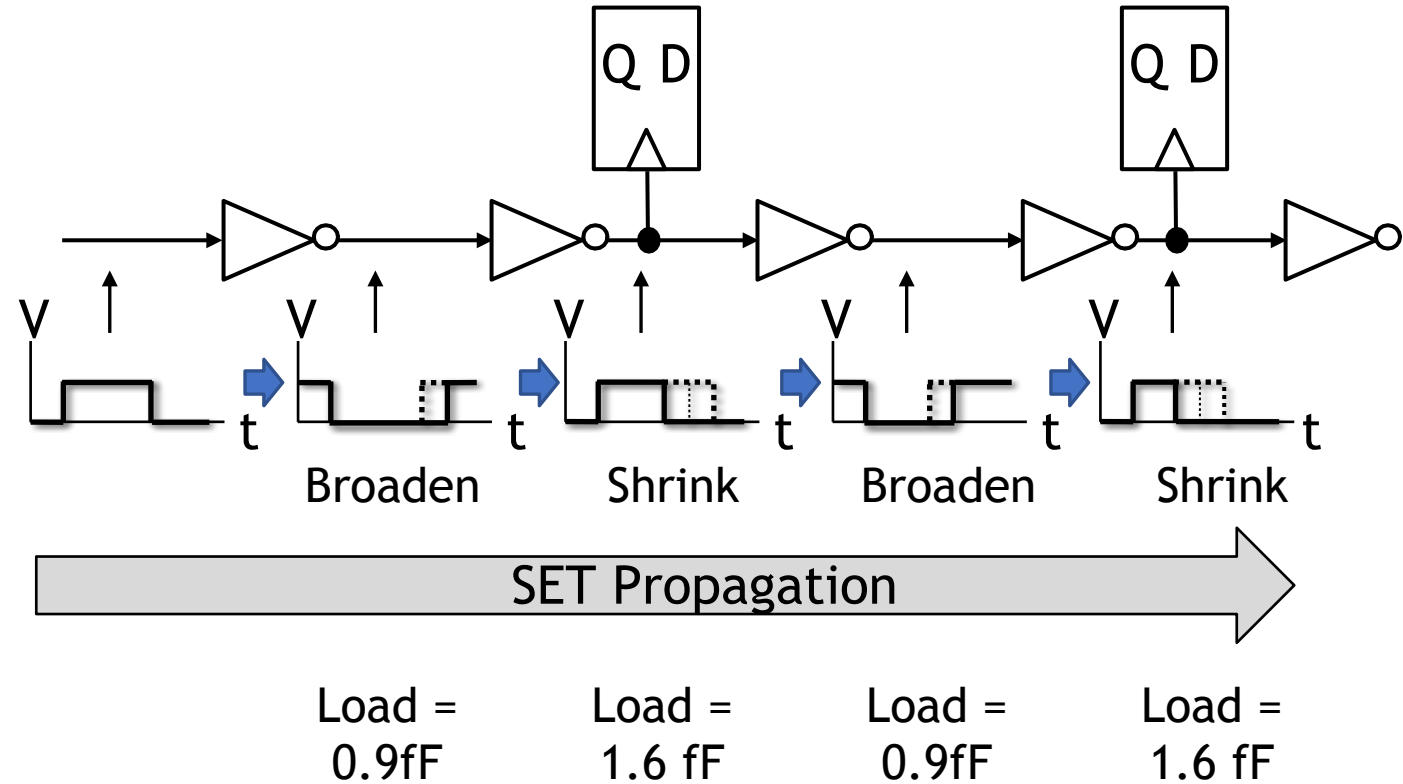 Q D
Q D
V
V
V
V
V
t
t
t
t
t
Broaden
Shrink
Broaden
Shrink
SET Propagation
Load =
0.9fF
Load =
1.6 fF
Load =
0.9fF
Load =
1.6 fF